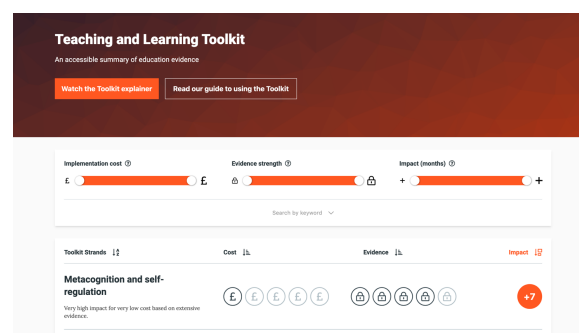 Teaching and Learning Toolkit
An accessible summary of education evidence
Watch the Toolkit explainer Read our guide to using the Toolkit
Implementation cost ? Evidence strength ? Impact (months) ?
£ £ + +
Search by keyword
Toolkit Strands Cost Evidence Impact
Metacognition and self-
regulation
£ £ £ £ £ +7
Very high impact for very low cost based on extensive
evidence.